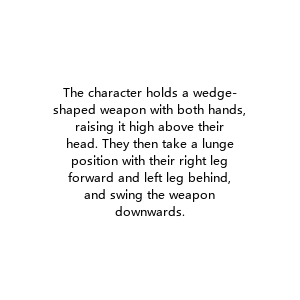 The character holds a wedge-
shaped weapon with both hands,
raising it high above their
head. They then take a lunge
position with their right leg
forward and left leg behind,
and swing the weapon
downwards.